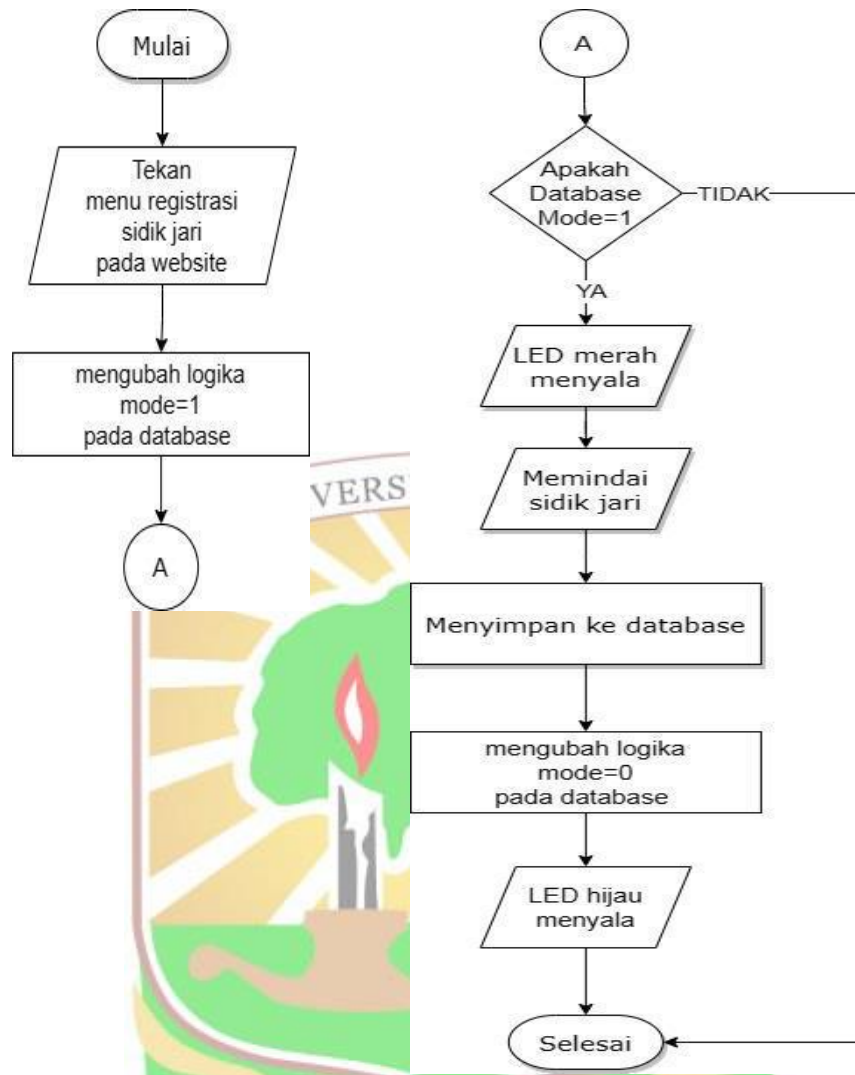 Mulai
Tekan
menu registrasi
sidik jari
pada website
mengubah logika
mode=1
pada database
A
A
Apakah
Database
Mode=1
TIDAK
YA
LED merah
menyala
Memindai
sidik jari
Menyimpan ke database
mengubah logika
mode=0
pada database
LED hijau
menyala
Selesai
VERS